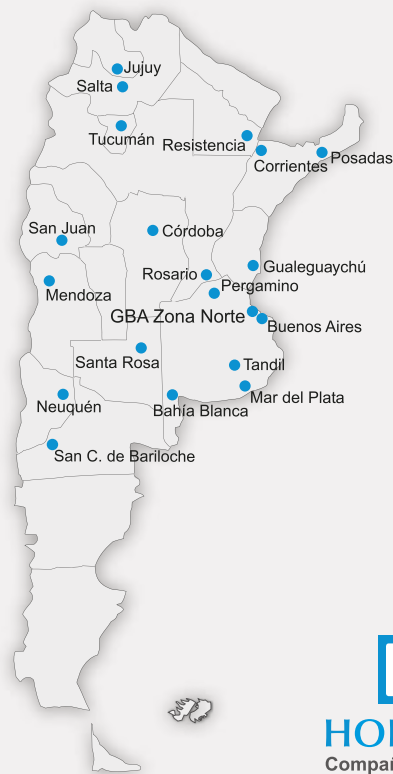 Jujuy
Salta
Tucumán
Resistencia
Corrientes
Posadas
San Juan
Córdoba
Rosario
Gualeguaychú
Mendoza
Pergamino
GBA Zona Norte
Buenos Aires
Santa Rosa
Tandil
Neuquén
Mar del Plata
Bahía Blanca
San C. de Bariloche